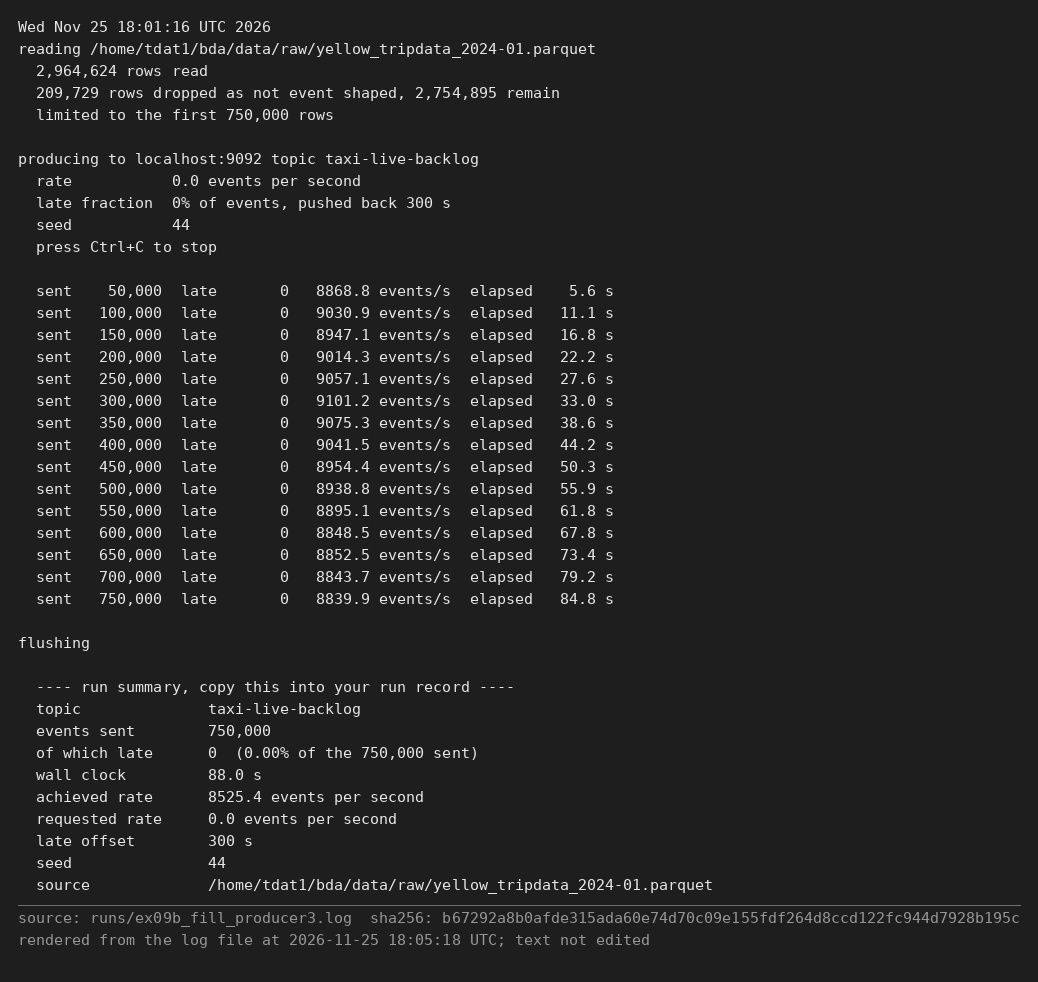 Wed Nov 25 18:01:16 UTC 2026
reading /home/tdat1/bda/data/raw/yellow_tripdata_2024-01.parquet
  2,964,624 rows read
  209,729 rows dropped as not event shaped, 2,754,895 remain
  limited to the first 750,000 rows

producing to localhost:9092 topic taxi-live-backlog
  rate           0.0 events per second
  late fraction  0% of events, pushed back 300 s
  seed           44
  press Ctrl+C to stop

  sent    50,000  late       0   8868.8 events/s  elapsed    5.6 s
  sent   100,000  late       0   9030.9 events/s  elapsed   11.1 s
  sent   150,000  late       0   8947.1 events/s  elapsed   16.8 s
  sent   200,000  late       0   9014.3 events/s  elapsed   22.2 s
  sent   250,000  late       0   9057.1 events/s  elapsed   27.6 s
  sent   300,000  late       0   9101.2 events/s  elapsed   33.0 s
  sent   350,000  late       0   9075.3 events/s  elapsed   38.6 s
  sent   400,000  late       0   9041.5 events/s  elapsed   44.2 s
  sent   450,000  late       0   8954.4 events/s  elapsed   50.3 s
  sent   500,000  late       0   8938.8 events/s  elapsed   55.9 s
  sent   550,000  late       0   8895.1 events/s  elapsed   61.8 s
  sent   600,000  late       0   8848.5 events/s  elapsed   67.8 s
  sent   650,000  late       0   8852.5 events/s  elapsed   73.4 s
  sent   700,000  late       0   8843.7 events/s  elapsed   79.2 s
  sent   750,000  late       0   8839.9 events/s  elapsed   84.8 s

flushing

  ---- run summary, copy this into your run record ----
  topic              taxi-live-backlog
  events sent        750,000
  of which late      0  (0.00% of the 750,000 sent)
  wall clock         88.0 s
  achieved rate      8525.4 events per second
  requested rate     0.0 events per second
  late offset        300 s
  seed               44
  source             /home/tdat1/bda/data/raw/yellow_tripdata_2024-01.parquet
source: runs/ex09b_fill_producer3.log  sha256: b67292a8b0afde315ada60e74d70c09e155fdf264d8ccd122fc944d7928b195c
rendered from the log file at 2026-11-25 18:05:18 UTC; text not edited